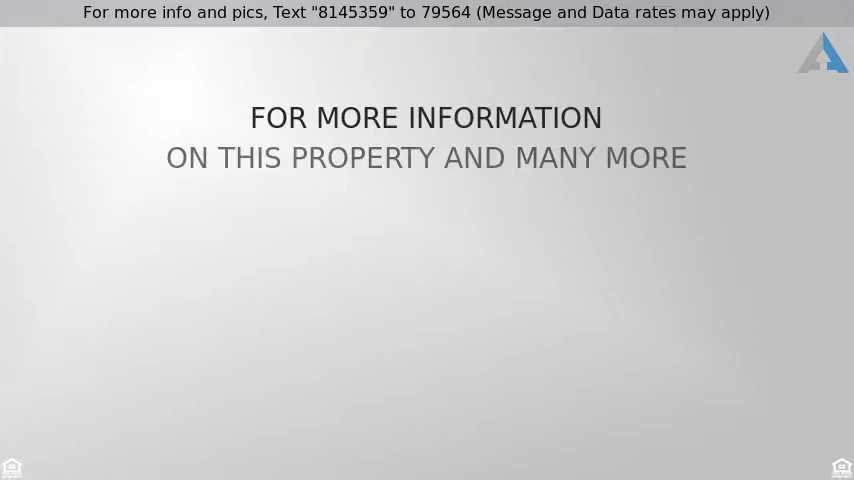 For more info and pics, Text "8145359" to 79564 (Message and Data rates may apply)
FOR MORE INFORMATION
ON THIS PROPERTY AND MANY MORE